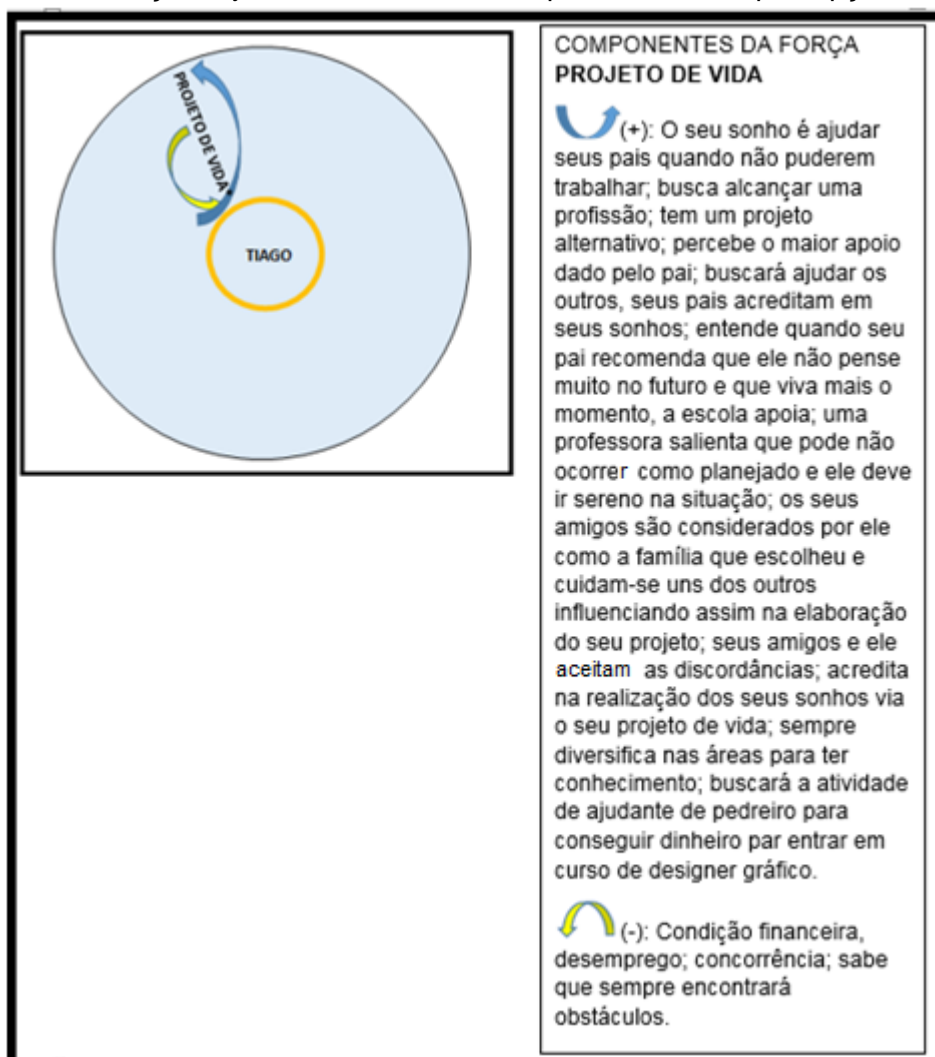 PROJETO DE VIDA
TIAGO
COMPONENTES DA FORÇA
PROJETO DE VIDA
(+): O seu sonho é ajudar
seus pais quando não puderem
trabalhar; busca alcançar uma
profissão; tem um projeto
alternativo; percebe o maior apoio
dado pelo pai; buscará ajudar os
outros, seus pais acreditam em
seus sonhos; entende quando seu
pai recomenda que ele não pense
muito no futuro e que viva mais o
momento, a escola apoia; uma
professora salienta que pode não
ocorrer como planejado e ele deve
ir sereno na situação; os seus
amigos são considerados por ele
como a família que escolheu e
cuidam-se uns dos outros
influenciando assim na elaboração
do seu projeto; seus amigos e ele
aceitam as discordâncias; acredita
na realização dos seus sonhos via
o seu projeto de vida; sempre
diversifica nas áreas para ter
conhecimento; buscará a atividade
de ajudante de pedreiro para
conseguir dinheiro par entrar em
curso de designer gráfico.
(-): Condição financeira,
desemprego; concorrência; sabe
que sempre encontrará
obstáculos.